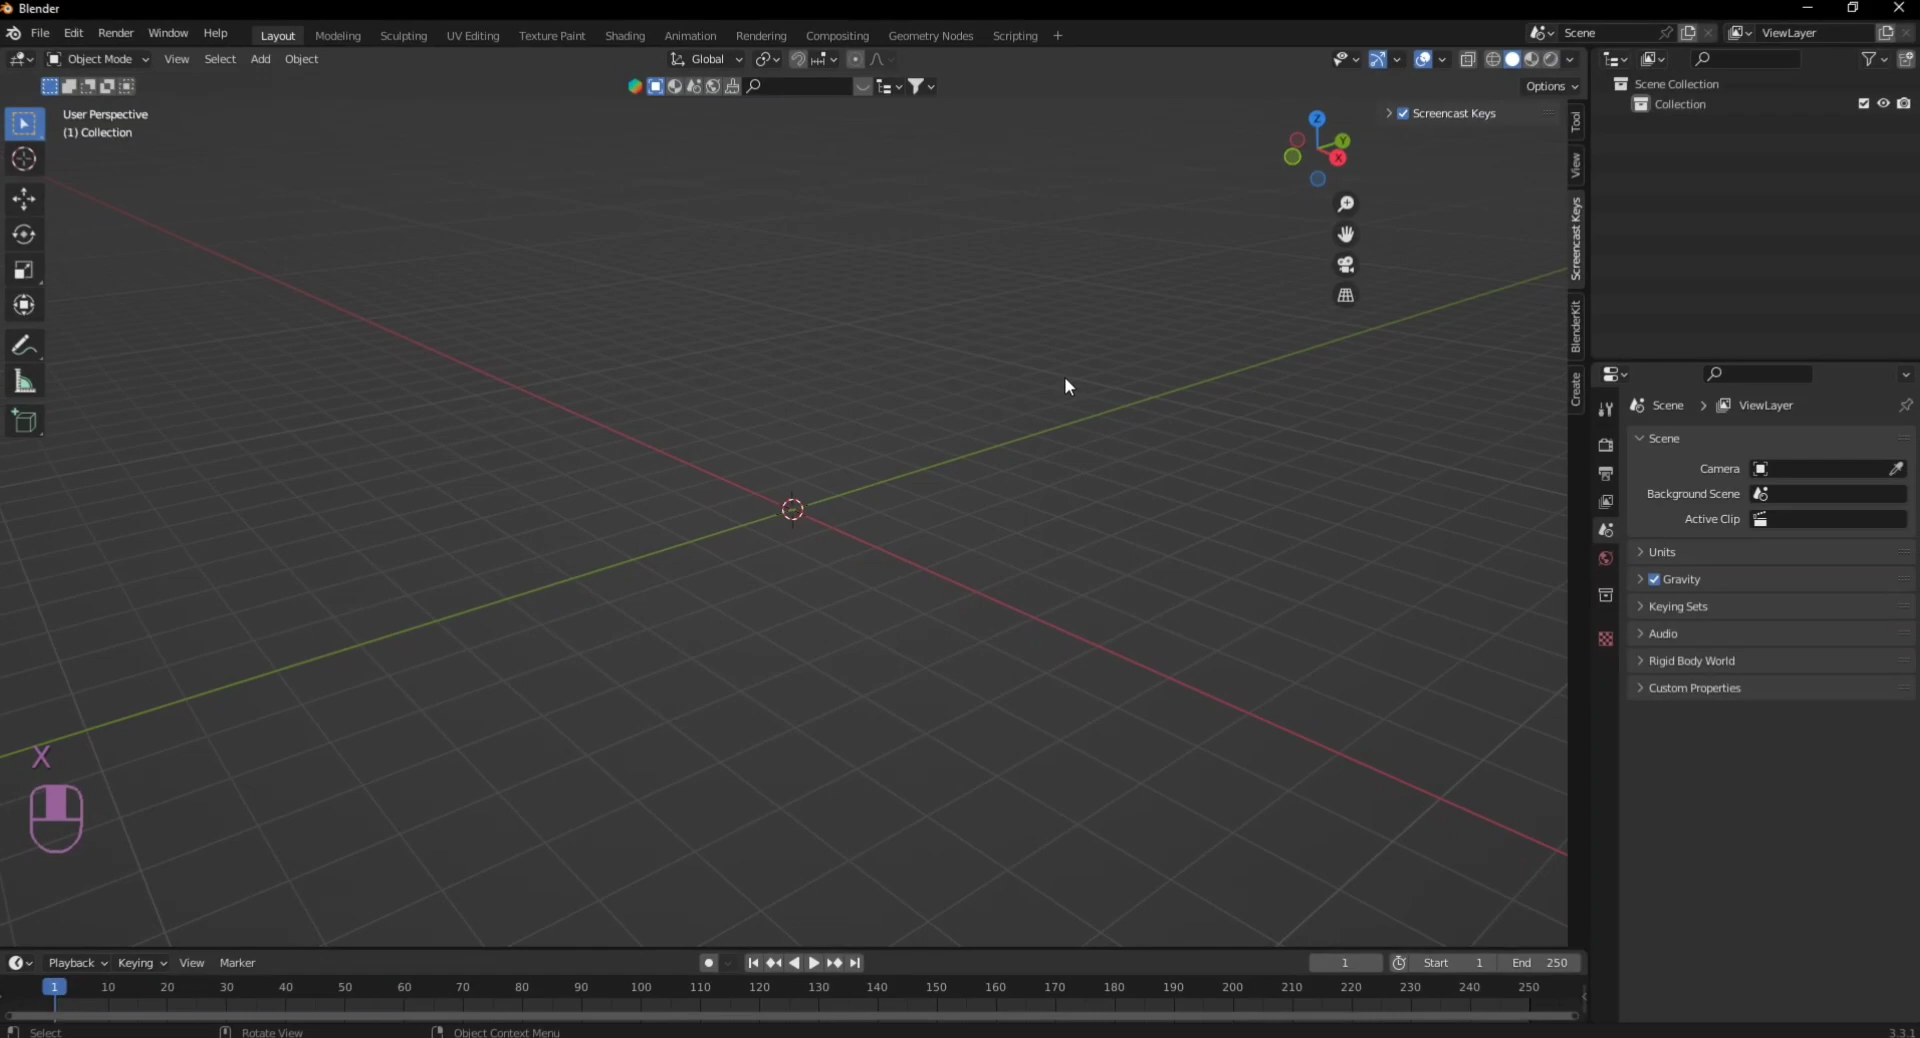 Blender
File Edit Render Window Help Layout Modeling Sculpting UV Editing Texture Paint Shading Animation Rendering Compositing Geometry Nodes Scripting + Scene ViewLayer
Object Mode View Select Add Object Global
Options
User Perspective
(1) Collection
Z
Y
X
Screencast Keys
Tool
View
Screencast Keys
BlenderKit
Create
Scene Collection
Collection
Scene > ViewLayer
Scene
Camera
Background Scene
Active Clip
Units
Gravity
Keying Sets
Audio
Rigid Body World
Custom Properties
X
Playback Keying View Marker 1 Start 1 End 250
1 10 20 30 40 50 60 70 80 90 100 110 120 130 140 150 160 170 180 190 200 210 220 230 240 250
Select Rotate View Object Context Menu 3.3.1